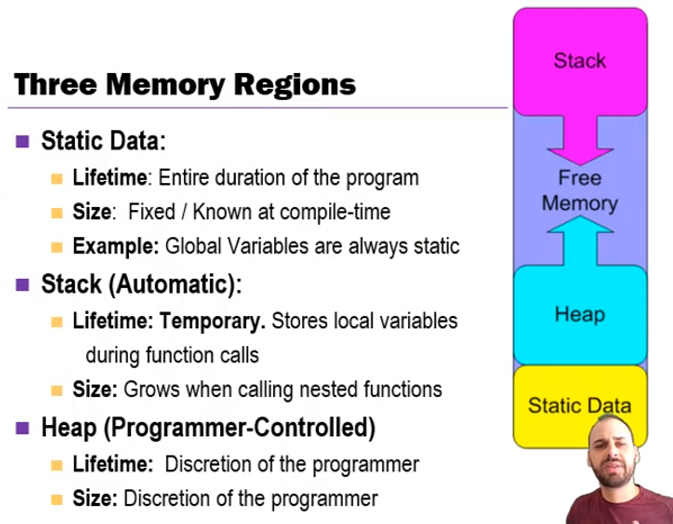 Three Memory Regions
Static Data:
Lifetime: Entire duration of the program
Size: Fixed / Known at compile-time
Example: Global Variables are always static
Stack (Automatic):
Lifetime: Temporary. Stores local variables
during function calls
Size: Grows when calling nested functions
Heap (Programmer-Controlled)
Lifetime: Discretion of the programmer
Size: Discretion of the programmer
Stack
Free
Memory
Heap
Static Data